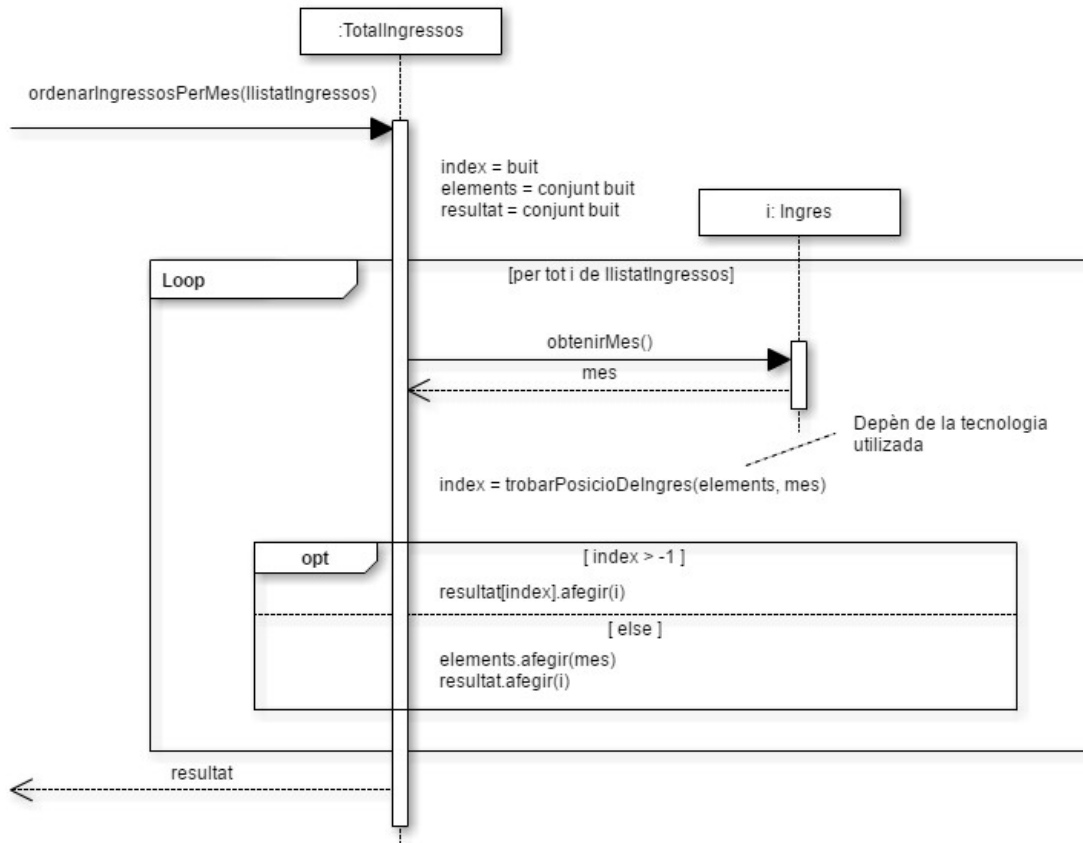 :TotalIngressos
ordenarIngressosPerMes(llistatIngressos)
index = buit
elements = conjunt buit
resultat = conjunt buit
i: Ingres
Loop
[per tot i de llistatIngressos]
obtenirMes()
mes
Depèn de la tecnologia
utilizada
index = trobarPosicioDeIngres(elements, mes)
opt
[ index > -1 ]
resultat[index].afegir(i)
[ else ]
elements.afegir(mes)
resultat.afegir(i)
resultat